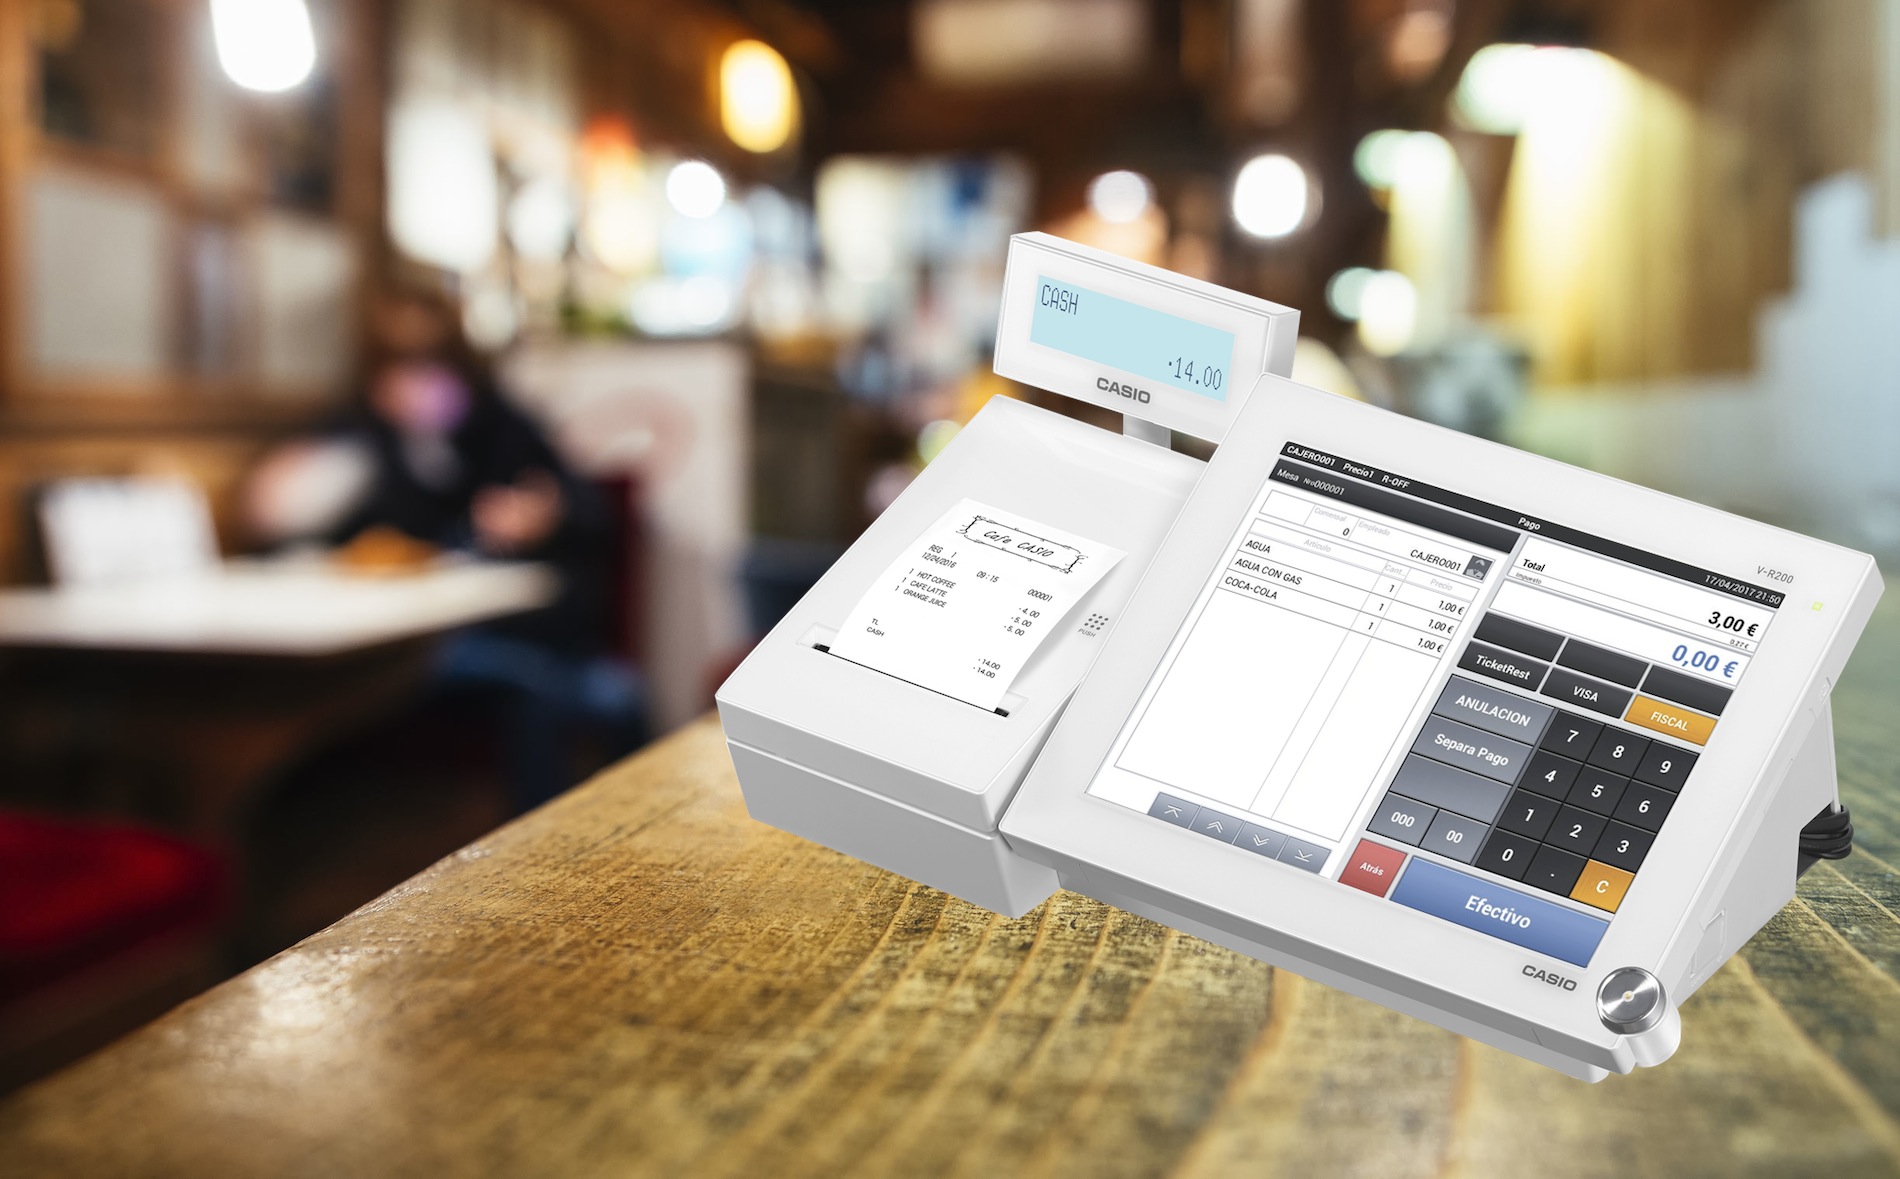 CASH
·14.00
CASIO
Cafe CASIO
REG 1
12/24/2016 09:15 000001
1 HOT COFFEE ·4.00
1 CAFE LATTE ·5.00
1 ORANGE JUICE ·5.00
TL ·14.00
CASH ·14.00
PUSH
V-R200
CAJERO001 Precio1 R-OFF
Pago
17/04/2017 21:50
Mesa Nro000001
Comensal Empleado
0 CAJERO001
Artículo Cant. Precio
AGUA 1 1,00 €
AGUA CON GAS 1 1,00 €
COCA-COLA 1 1,00 €
Total
3,00 €
Impuesto 0,27 €
0,00 €
TicketRest VISA FISCAL
ANULACION 7 8 9
Separa Pago 4 5 6
1 2 3
000 00 0 . C
Atrás Efectivo
CASIO